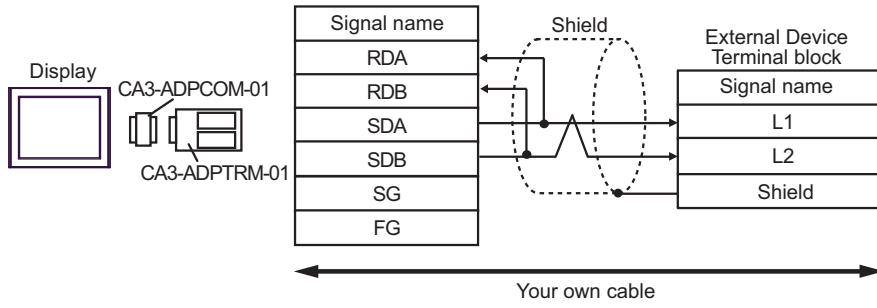 Display
CA3-ADPCOM-01
CA3-ADPTRM-01
Signal name
RDA
RDB
SDA
SDB
SG
FG
Shield
External Device
Terminal block
Signal name
L1
L2
Shield
Your own cable